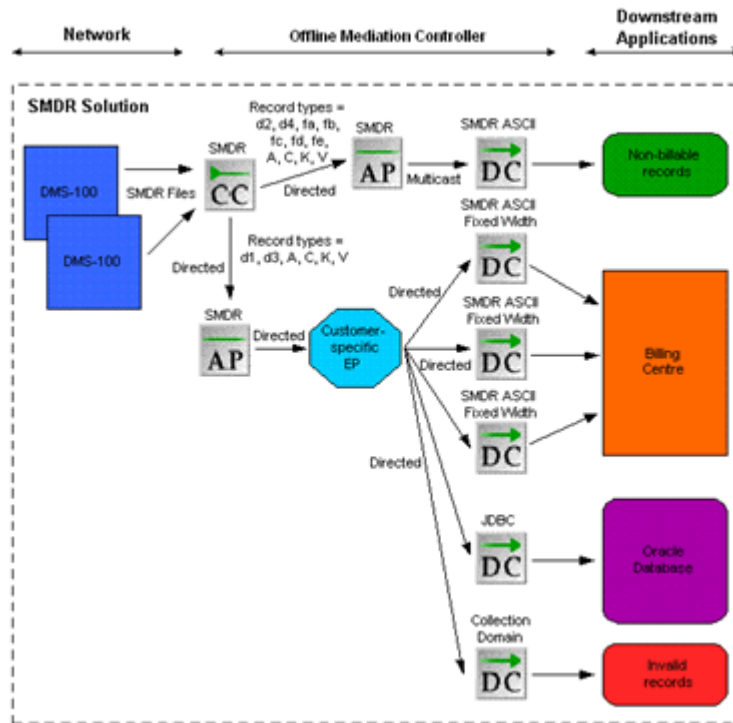 Network
Offline Mediation Controller
Downstream
Applications
SMDR Solution
Record types =
d2, d4, fa, fb,
fc, fd, fe,
A, C, K, V
SMDR
CC
SMDR
AP
SMDR ASCII
DC
Non-billable
records
DMS-100
SMDR Files
Directed
Multicast
DMS-100
Directed
Record types =
d1, d3, A, C, K, V
SMDR ASCII
Fixed Width
DC
SMDR
AP
Directed
Customer-
specific
EP
Directed
SMDR ASCII
Fixed Width
DC
Directed
Billing
Centre
SMDR ASCII
Fixed Width
DC
Directed
JDBC
DC
Oracle
Database
Collection
Domain
DC
Invalid
records